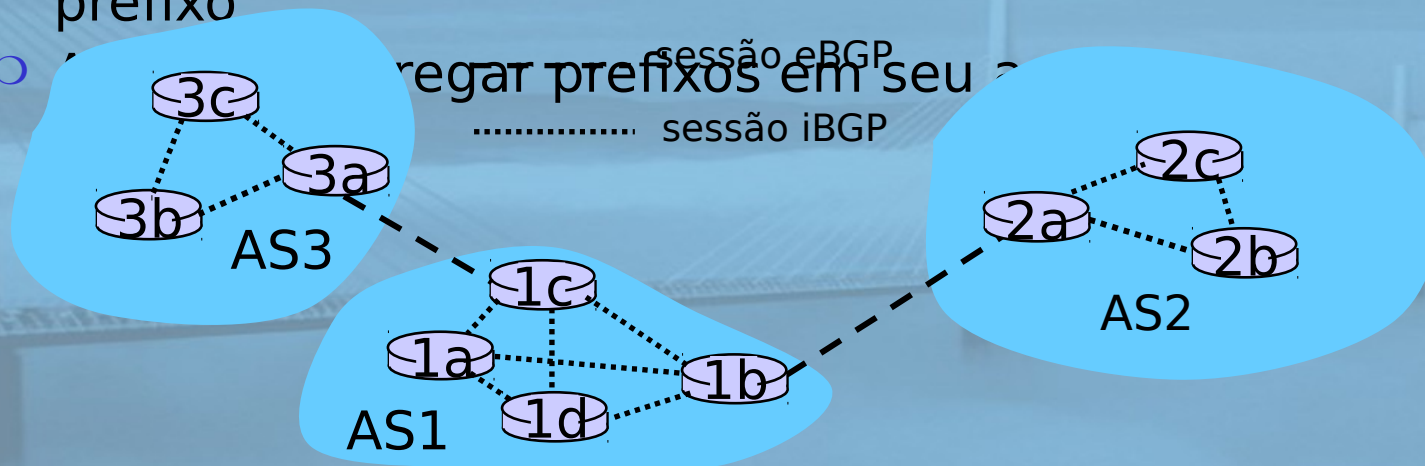 prefixo
sessão eBGP
regar prefixos em seu
sessão iBGP
3c
3a
3b
AS3
2c
2a
2b
AS2
1c
1a
1b
1d
AS1